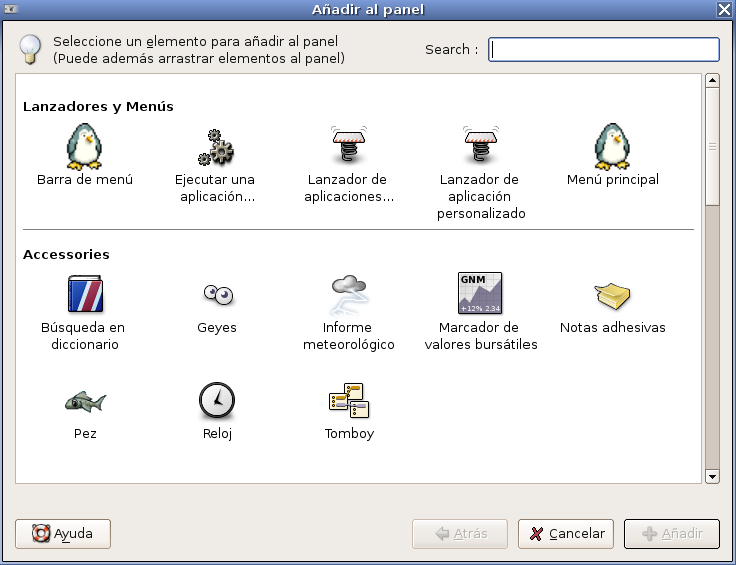 Añadir al panel
Seleccione un elemento para añadir al panel
(Puede además arrastrar elementos al panel)
Search :
Lanzadores y Menús
Barra de menú
Ejecutar una
aplicación...
Lanzador de
aplicaciones...
Lanzador de
aplicación
personalizado
Menú principal
Accessories
Búsqueda en
diccionario
Geyes
Informe
meteorológico
GNM
+12% 2.34
Marcador de
valores bursátiles
Notas adhesivas
Pez
Reloj
Tomboy
Ayuda
Atrás
Cancelar
Añadir